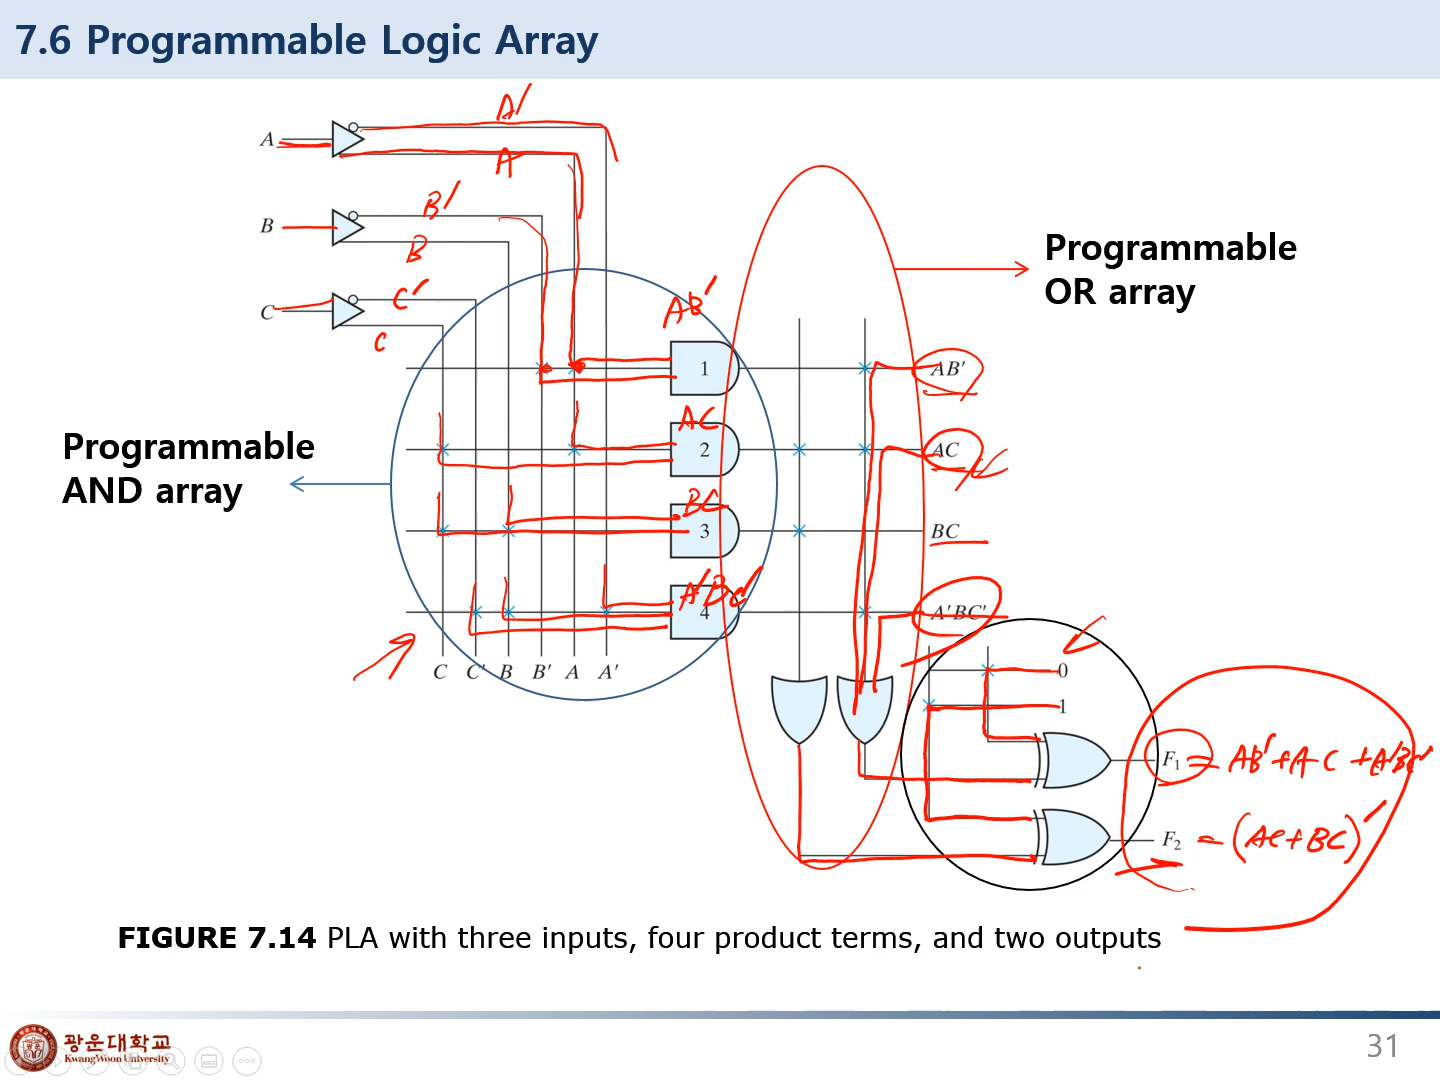 7.6 Programmable Logic Array
A'
A
A
B'
B
B
C'
C
C
Programmable
OR array
Programmable
AND array
AB'
1
AB'
AC
2
AC
BC
3
BC
A'BC'
4
A'BC'
C C' B B' A A'
0
1
F1 = AB' + AC + A'BC'
F2 = (AC + BC)'
FIGURE 7.14 PLA with three inputs, four product terms, and two outputs
광운대학교
KwangWoon University
31